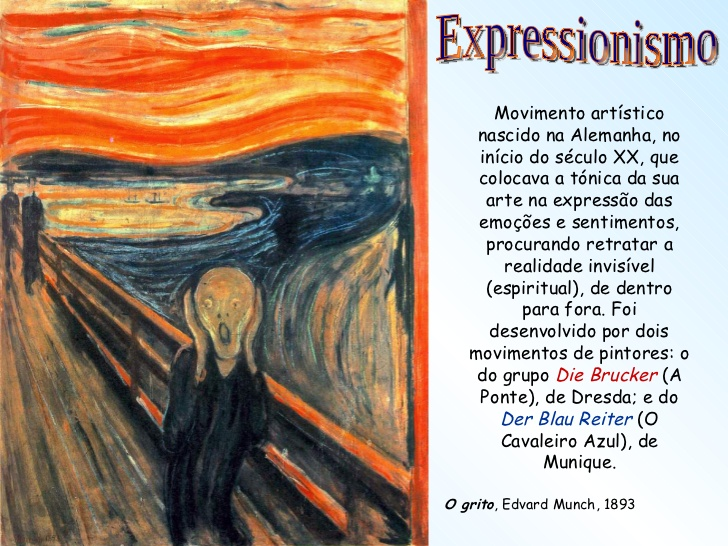 Expressionismo
Movimento artístico
nascido na Alemanha, no
início do século XX, que
colocava a tónica da sua
arte na expressão das
emoções e sentimentos,
procurando retratar a
realidade invisível
(espiritual), de dentro
para fora. Foi
desenvolvido por dois
movimentos de pintores: o
do grupo Die Brucker (A
Ponte), de Dresda; e do
Der Blau Reiter (O
Cavaleiro Azul), de
Munique.
O grito, Edvard Munch, 1893